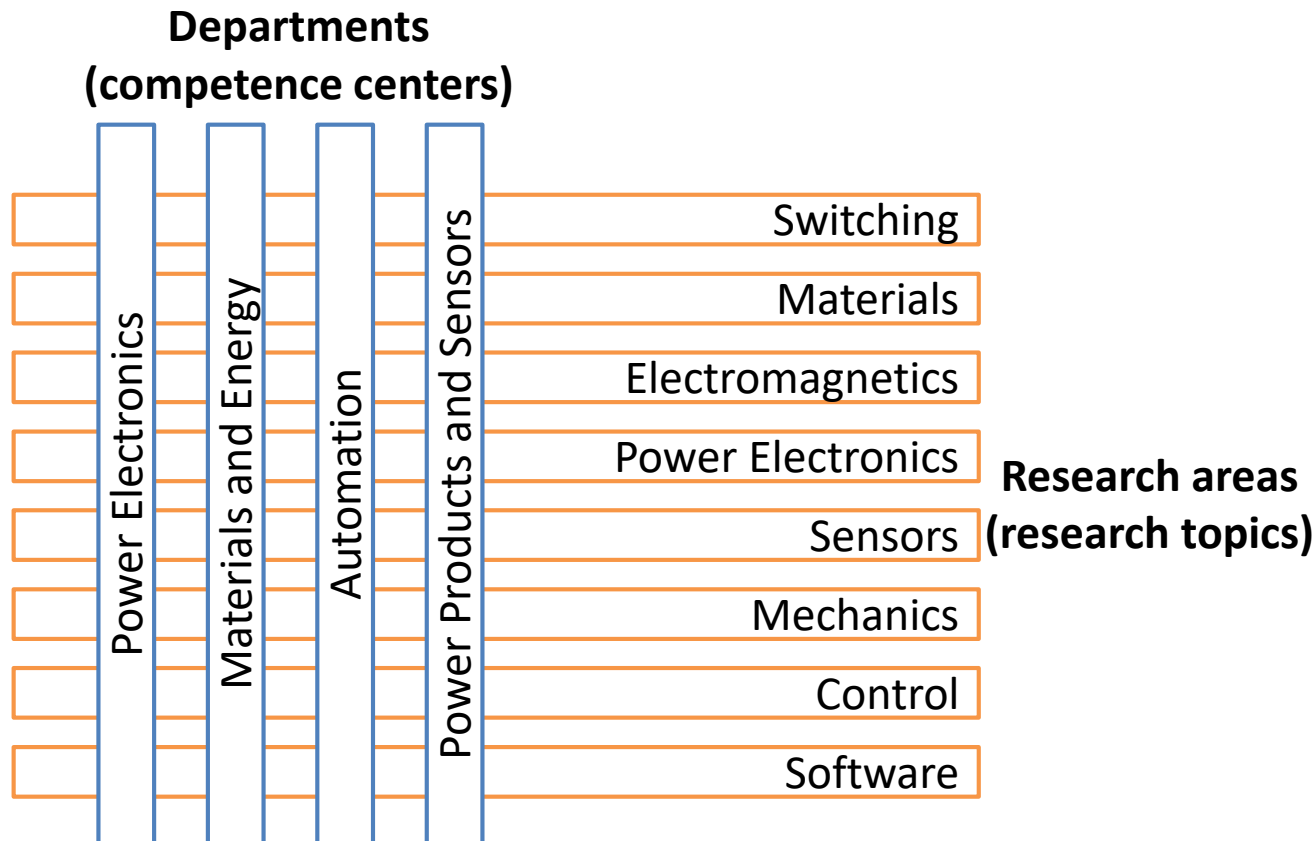 Departments
(competence centers)
Power Electronics
Materials and Energy
Automation
Power Products and Sensors
Switching
Materials
Electromagnetics
Power Electronics
Sensors
Mechanics
Control
Software
Research areas
(research topics)